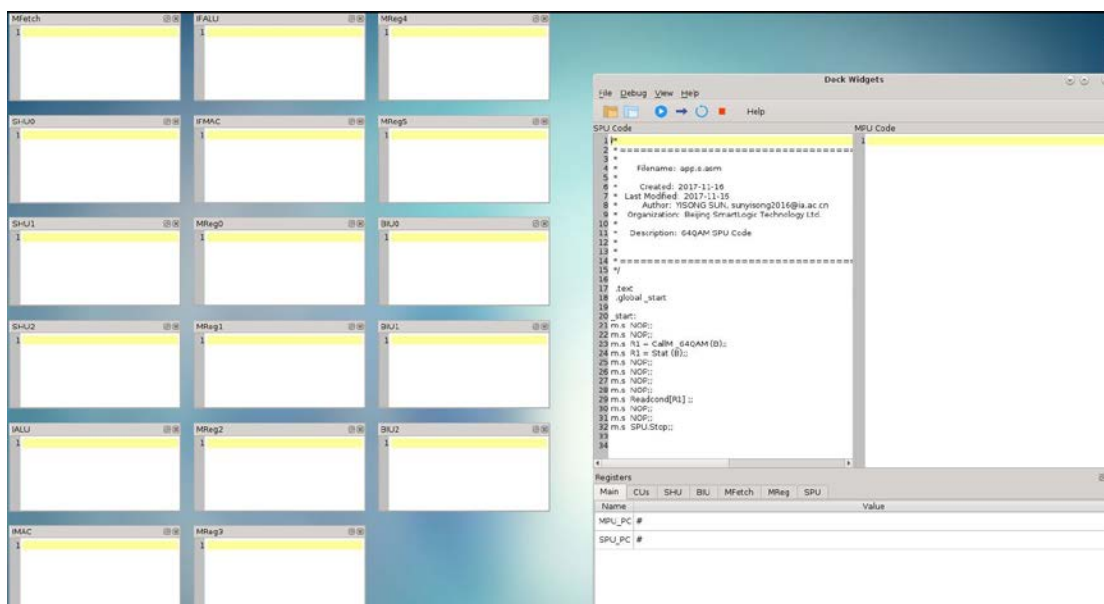 MFetch
IFALU
MReg4
1
1
1
SHU0
IFMAC
MReg5
1
1
1
SHU1
MReg0
BIU0
1
1
1
SHU2
MReg1
BIU1
1
1
1
IALU
MReg2
BIU2
1
1
1
IMAC
MReg3
1
1
Dock Widgets
File Debug View Help
Help
SPU Code
1 /*
2 * ===================================
3 *
4 * Filename: app.s.asm
5 *
6 * Created: 2017-11-16
7 * Last Modified: 2017-11-16
8 * Author: YISONG SUN, sunyisong2016@ia.ac.cn
9 * Organization: Beijing SmartLogic Technology Ltd.
10 *
11 * Description: 64QAM SPU Code
12 *
13 *
14 * ===================================
15 */
16
17 .text
18 .global _start
19
20 _start:
21 m.s NOP;;
22 m.s NOP;;
23 m.s R1 = CallM _64QAM (B);;
24 m.s R1 = Stat (B);;
25 m.s NOP;;
26 m.s NOP;;
27 m.s NOP;;
28 m.s NOP;;
29 m.s Readcond[R1] ;;
30 m.s NOP;;
31 m.s NOP;;
32 m.s SPU.Stop;;
33
34
MPU Code
1
Registers
Main CUs SHU BIU MFetch MReg SPU
Name Value
MPU_PC #
SPU_PC #